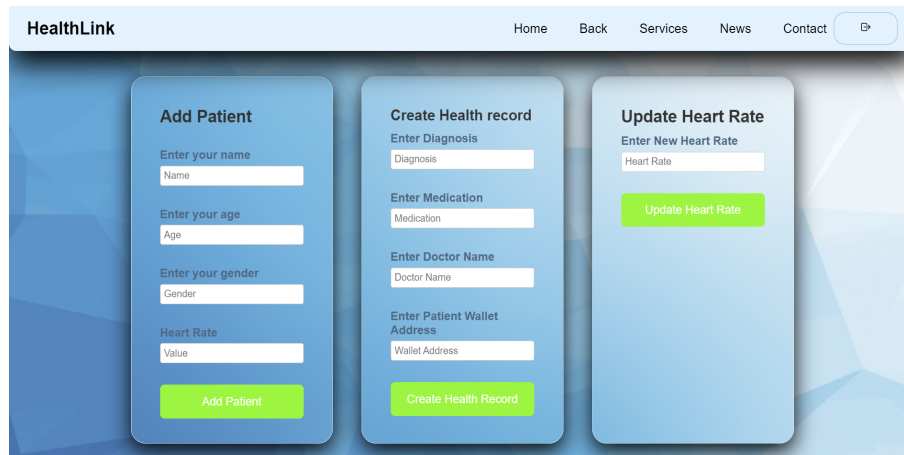 HealthLink
Home Back Services News Contact
Add Patient
Enter your name
Name
Enter your age
Age
Enter your gender
Gender
Heart Rate
Value
Add Patient
Create Health record
Enter Diagnosis
Diagnosis
Enter Medication
Medication
Enter Doctor Name
Doctor Name
Enter Patient Wallet
Address
Wallet Address
Create Health Record
Update Heart Rate
Enter New Heart Rate
Heart Rate
Update Heart Rate